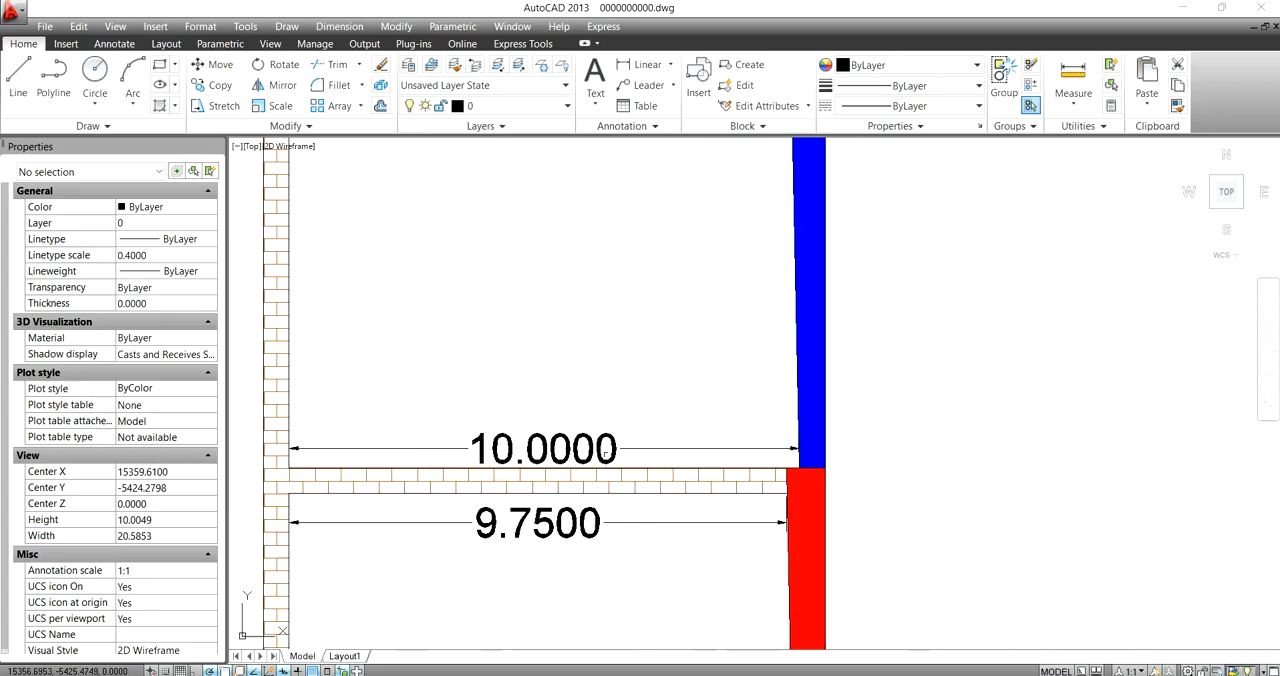 AutoCAD 2013 0000000000.dwg
File Edit View Insert Format Tools Draw Dimension Modify Parametric Window Help Express
Home Insert Annotate Layout Parametric View Manage Output Plug-ins Online Express Tools
Line Polyline Circle Arc
Move Rotate Trim
Copy Mirror Fillet
Stretch Scale Array
Unsaved Layer State
0
Text
Linear
Leader
Table
Insert
Create
Edit
Edit Attributes
ByLayer
ByLayer
ByLayer
Group
Measure
Paste
Draw Modify Layers Annotation Block Properties Groups Utilities Clipboard
Properties
No selection
General
Color ByLayer
Layer 0
Linetype ByLayer
Linetype scale 0.4000
Lineweight ByLayer
Transparency ByLayer
Thickness 0.0000
3D Visualization
Material ByLayer
Shadow display Casts and Receives S...
Plot style
Plot style ByColor
Plot style table None
Plot table attache... Model
Plot table type Not available
View
Center X 15359.6100
Center Y -5424.2798
Center Z 0.0000
Height 10.0049
Width 20.5853
Misc
Annotation scale 1:1
UCS icon On Yes
UCS icon at origin Yes
UCS per viewport Yes
UCS Name
Visual Style 2D Wireframe
[−][Top][2D Wireframe]
N
W TOP E
S
WCS
10.0000
9.7500
Y
X
Model Layout1
15356.6953, -5425.4749, 0.0000
MODEL 1:1